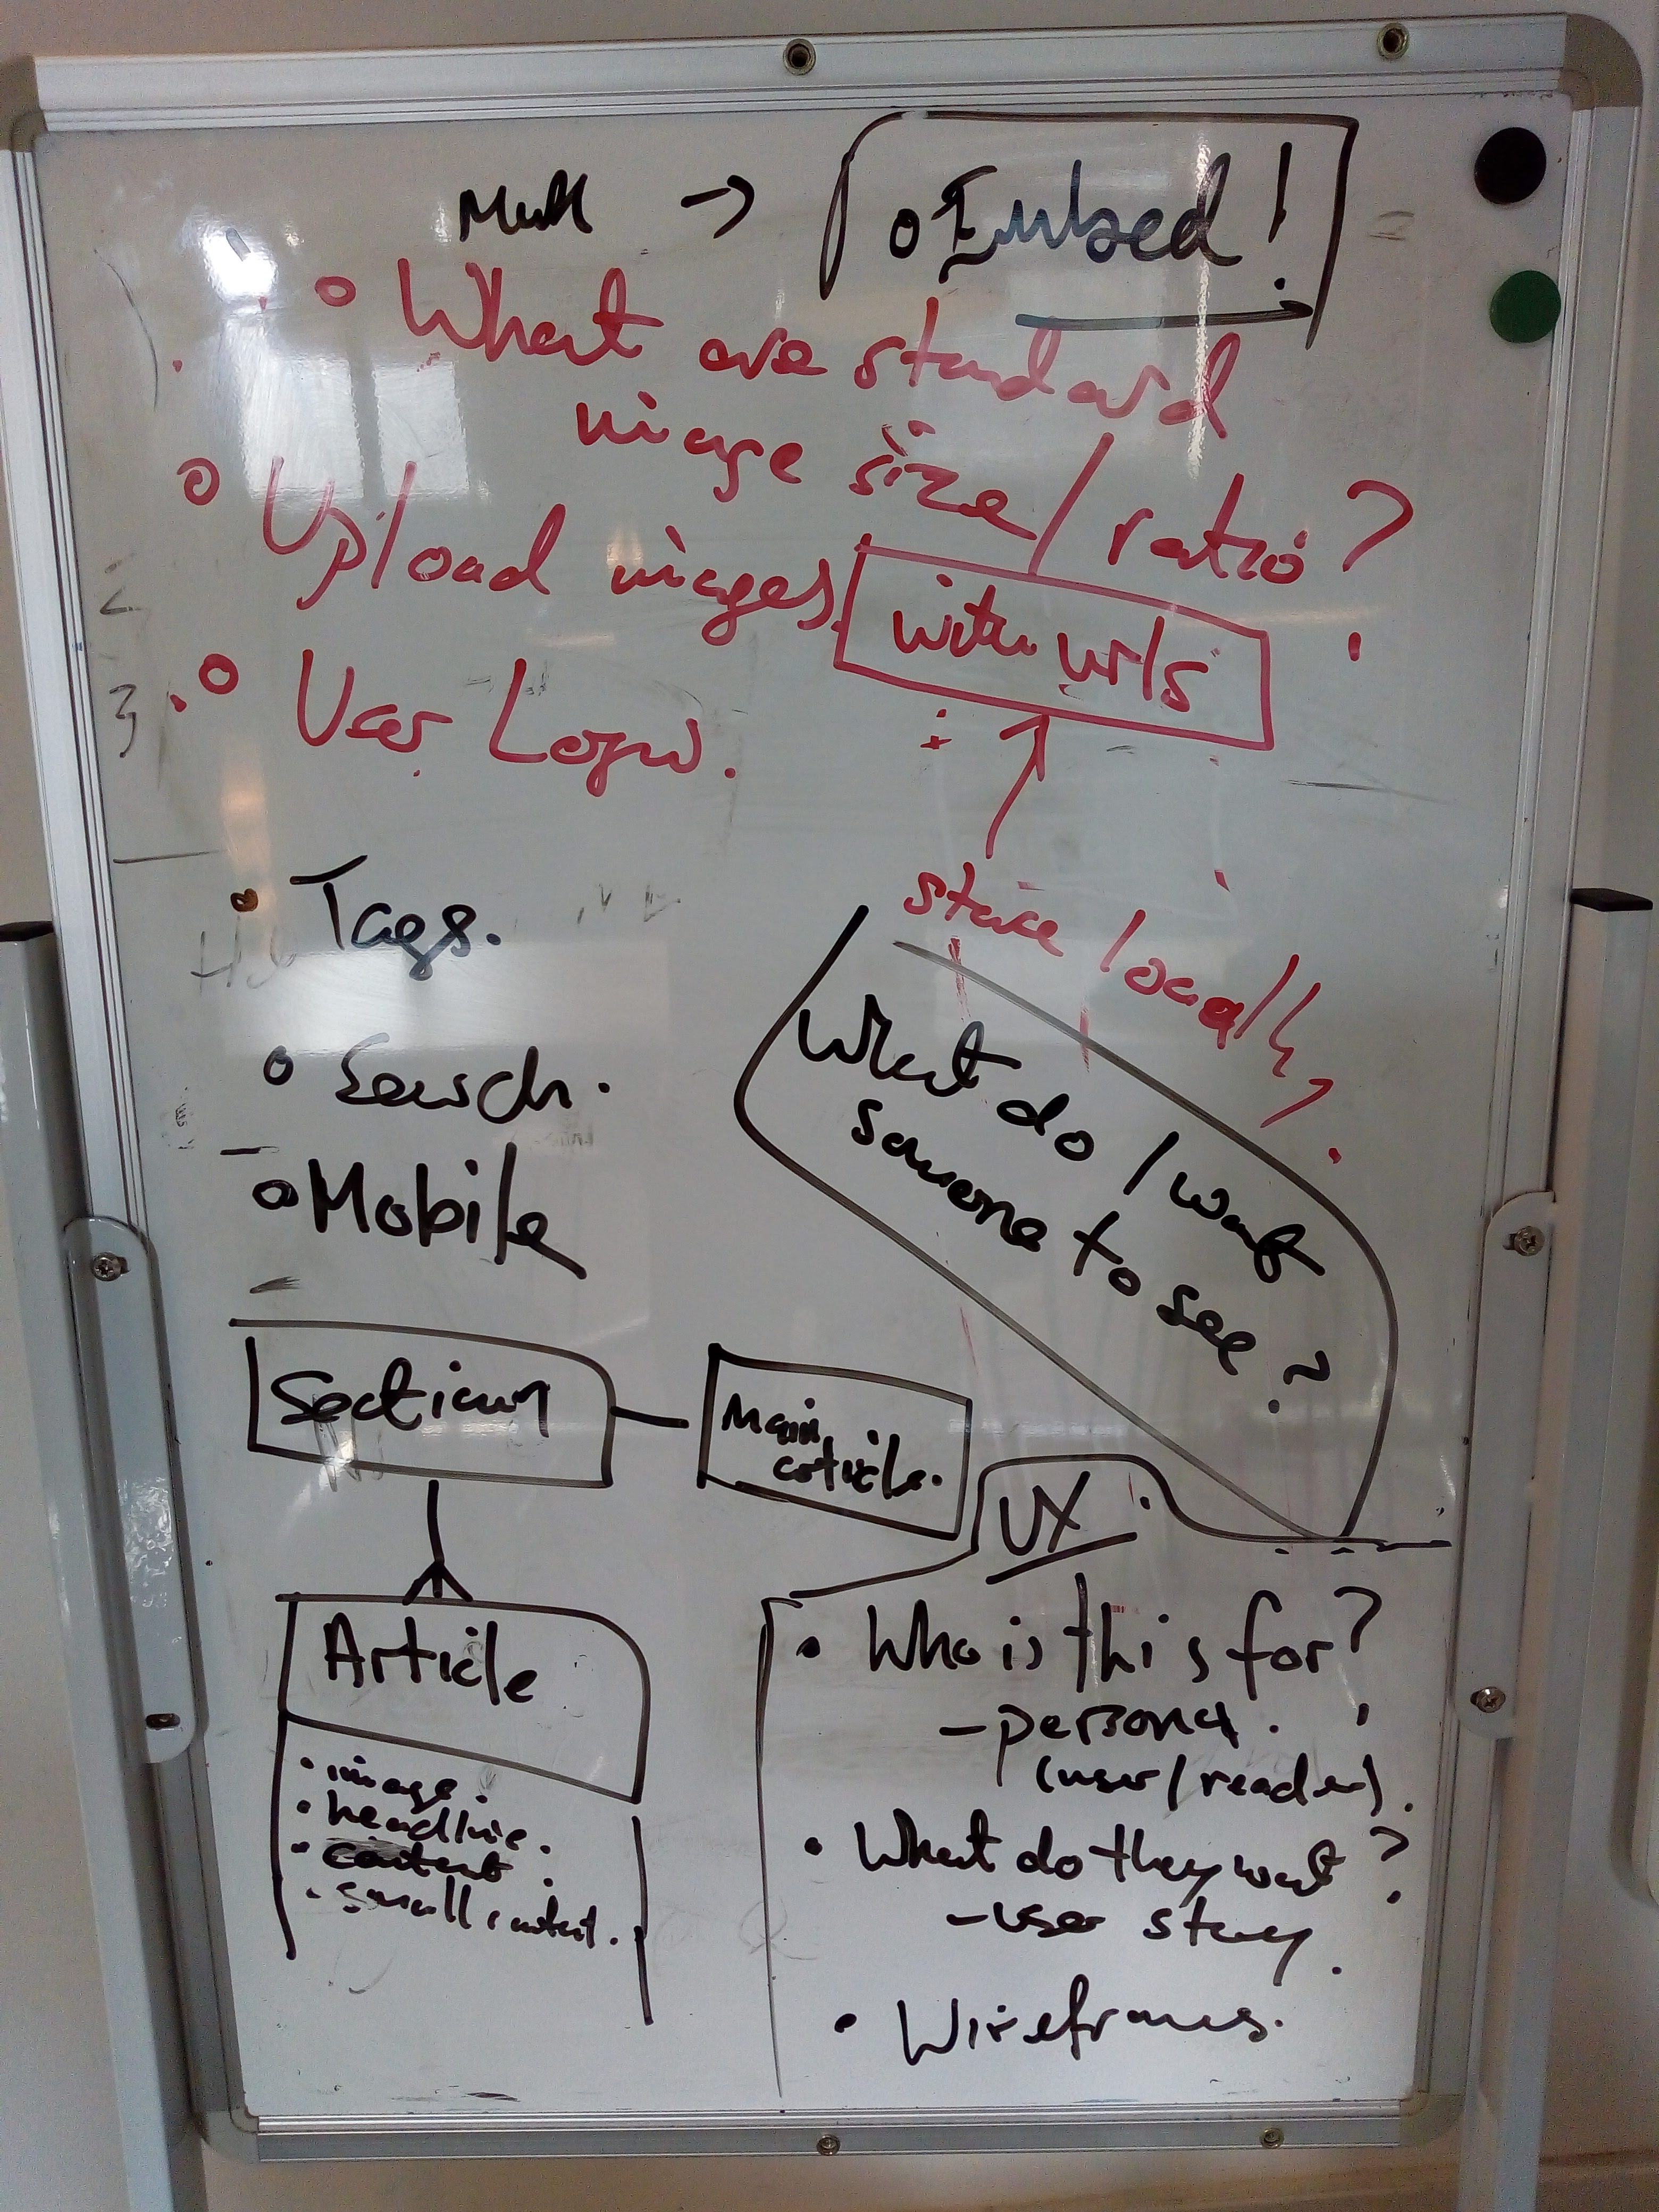 → oEmbed!
What are standard
image size / ratio?
Upload images. with urls
User Login.
store locally?
Tags.
Search.
Mobile
What do I want
someone to see?
Section
Main
article.
UX
Article
• image.
• headline.
• content.
• small content.
• Who is this for?
- persona.
(user/reader).
• What do they want?
- user story.
• Wireframes.